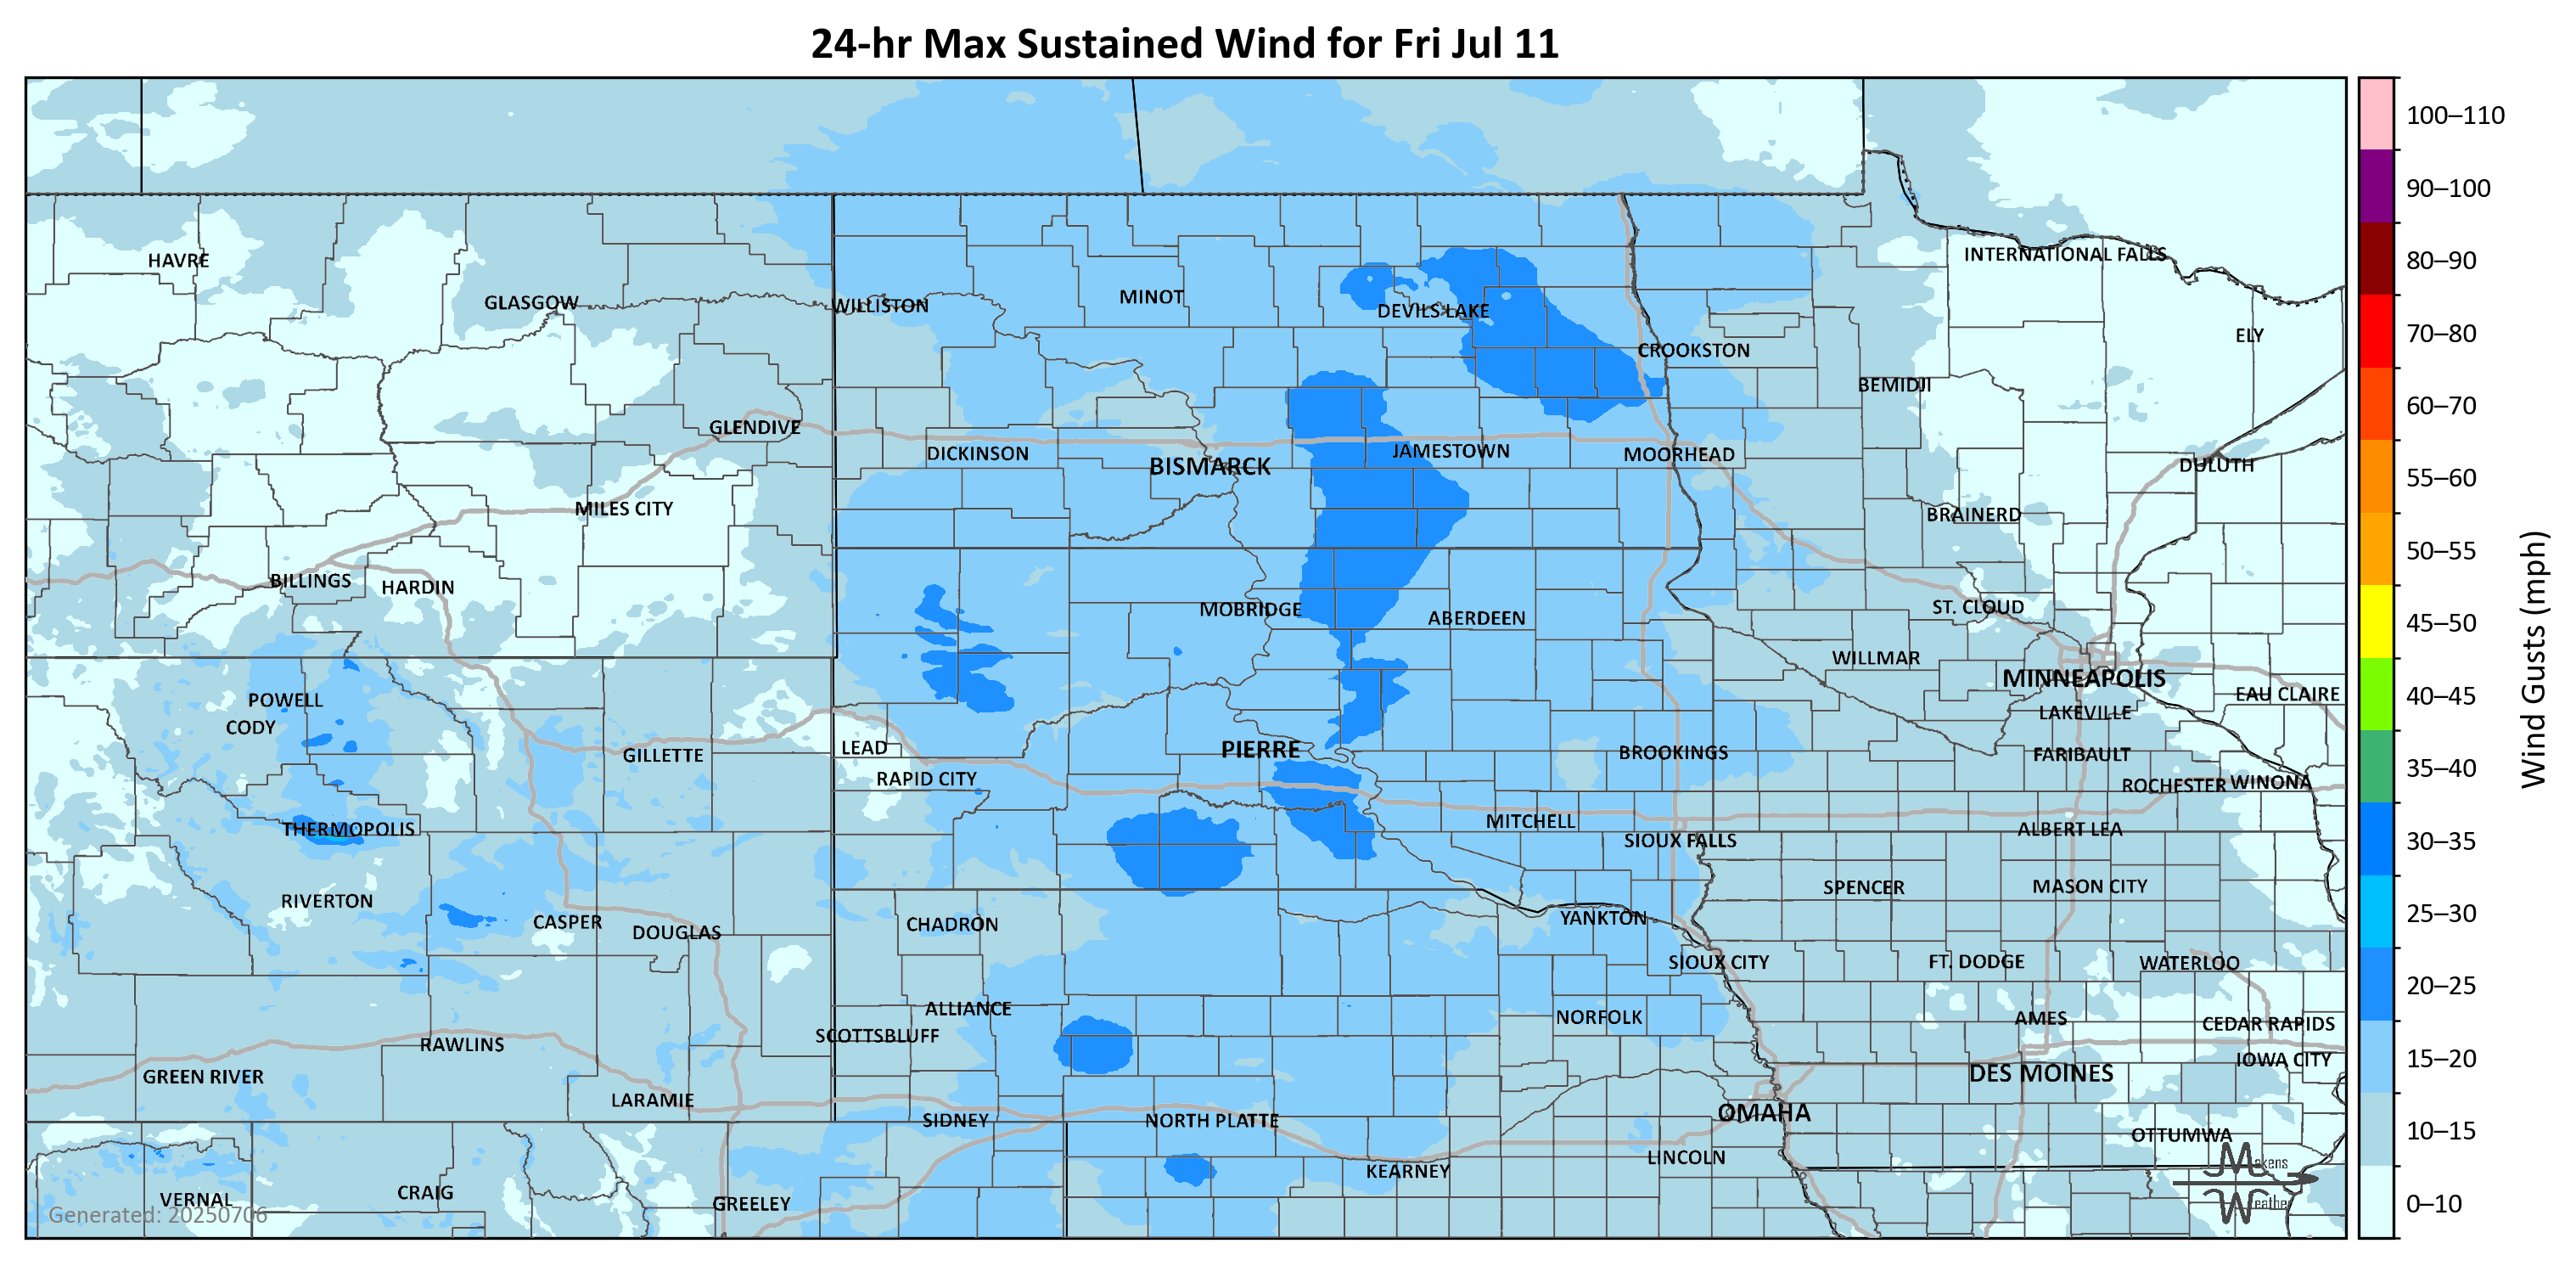 24-hr Max Sustained Wind for Fri Jul 11
100–110
90–100
80–90
70–80
60–70
55–60
50–55
45–50
40–45
35–40
30–35
25–30
20–25
15–20
10–15
0–10
Wind Gusts (mph)
HAVRE
INTERNATIONAL FALLS
GLASGOW
WILLISTON
MINOT
DEVILS LAKE
ELY
CROOKSTON
BEMIDJI
GLENDIVE
DICKINSON
BISMARCK
JAMESTOWN
MOORHEAD
DULUTH
MILES CITY
BRAINERD
BILLINGS
HARDIN
MOBRIDGE
ABERDEEN
ST. CLOUD
WILLMAR
MINNEAPOLIS
EAU CLAIRE
POWELL
CODY
LAKEVILLE
GILLETTE
LEAD
PIERRE
BROOKINGS
FARIBAULT
RAPID CITY
ROCHESTER
WINONA
THERMOPOLIS
MITCHELL
SIOUX FALLS
ALBERT LEA
RIVERTON
SPENCER
MASON CITY
CASPER
DOUGLAS
CHADRON
YANKTON
SIOUX CITY
FT. DODGE
WATERLOO
ALLIANCE
SCOTTSBLUFF
NORFOLK
AMES
CEDAR RAPIDS
RAWLINS
IOWA CITY
GREEN RIVER
DES MOINES
LARAMIE
SIDNEY
NORTH PLATTE
OMAHA
OTTUMWA
LINCOLN
KEARNEY
VERNAL
CRAIG
GREELEY
Generated: 20250706
Makens
Weather